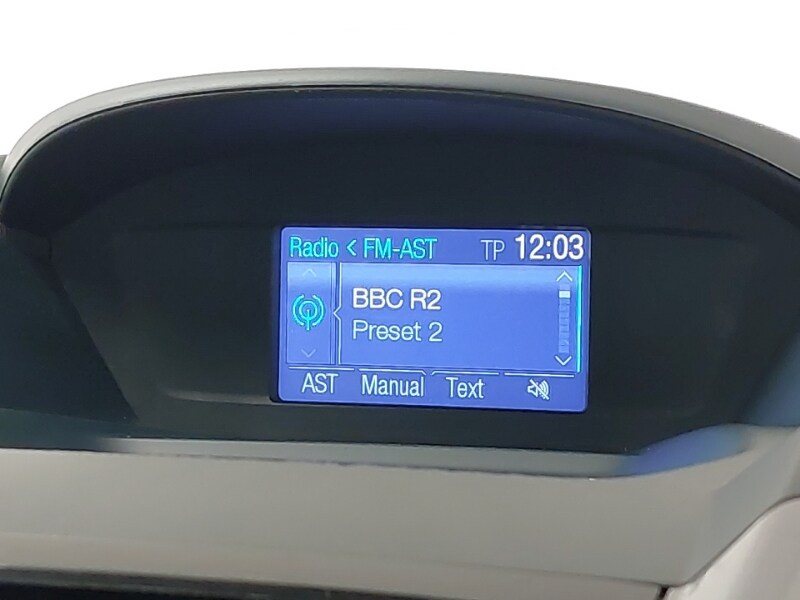 Radio < FM-AST TP 12:03
BBC R2
Preset 2
AST Manual Text